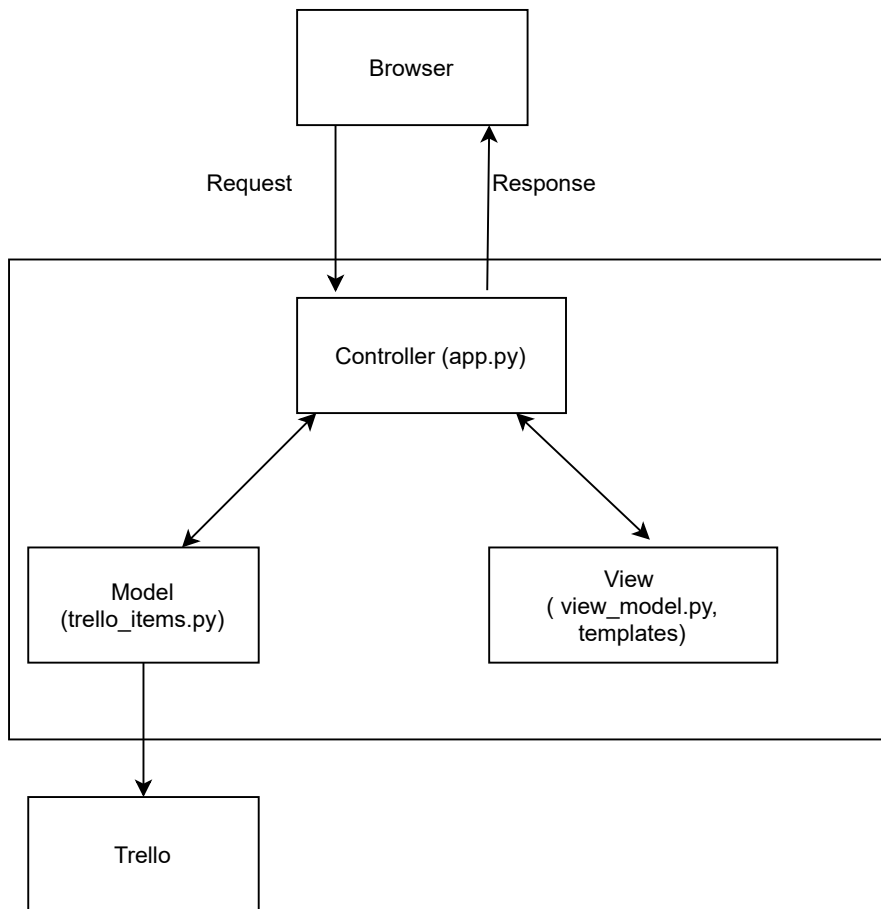 Browser
Request
Response
Controller (app.py)
Model
(trello_items.py)
View
( view_model.py,
templates)
Trello